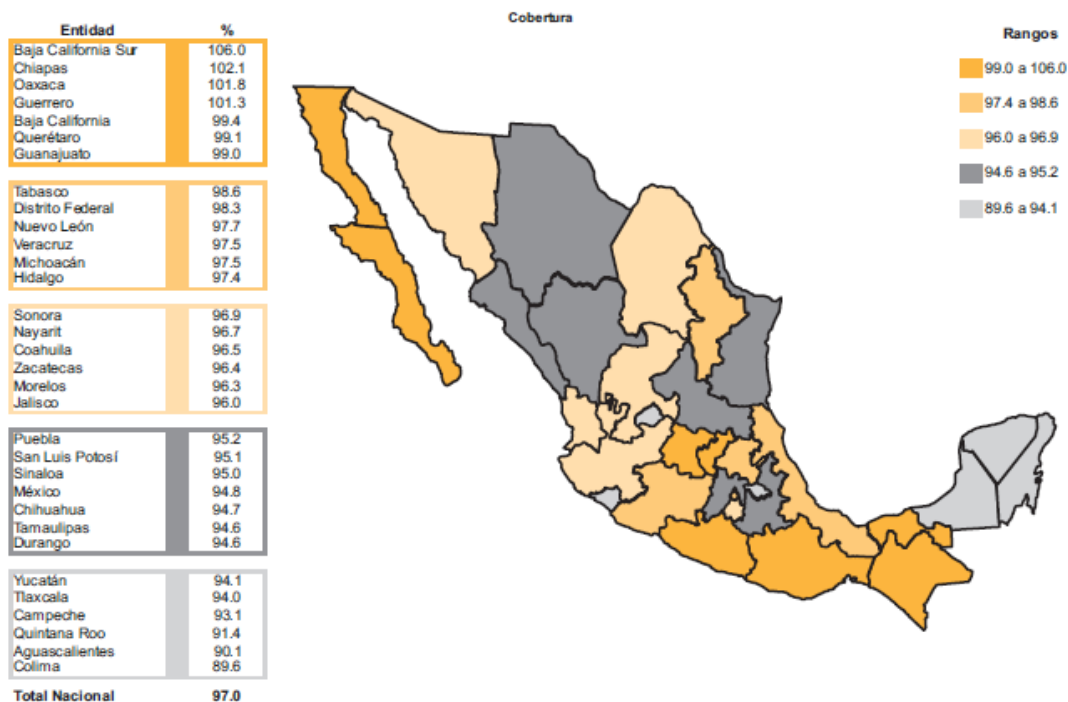 Cobertura
Entidad %
Baja California Sur 106.0
Chiapas 102.1
Oaxaca 101.8
Guerrero 101.3
Baja California 99.4
Querétaro 99.1
Guanajuato 99.0
Tabasco 98.6
Distrito Federal 98.3
Nuevo León 97.7
Veracruz 97.5
Michoacán 97.5
Hidalgo 97.4
Sonora 96.9
Nayarit 96.7
Coahuila 96.5
Zacatecas 96.4
Morelos 96.3
Jalisco 96.0
Puebla 95.2
San Luis Potosí 95.1
Sinaloa 95.0
México 94.8
Chihuahua 94.7
Tamaulipas 94.6
Durango 94.6
Yucatán 94.1
Tlaxcala 94.0
Campeche 93.1
Quintana Roo 91.4
Aguascalientes 90.1
Colima 89.6
Total Nacional 97.0
Rangos
99.0 a 106.0
97.4 a 98.6
96.0 a 96.9
94.6 a 95.2
89.6 a 94.1